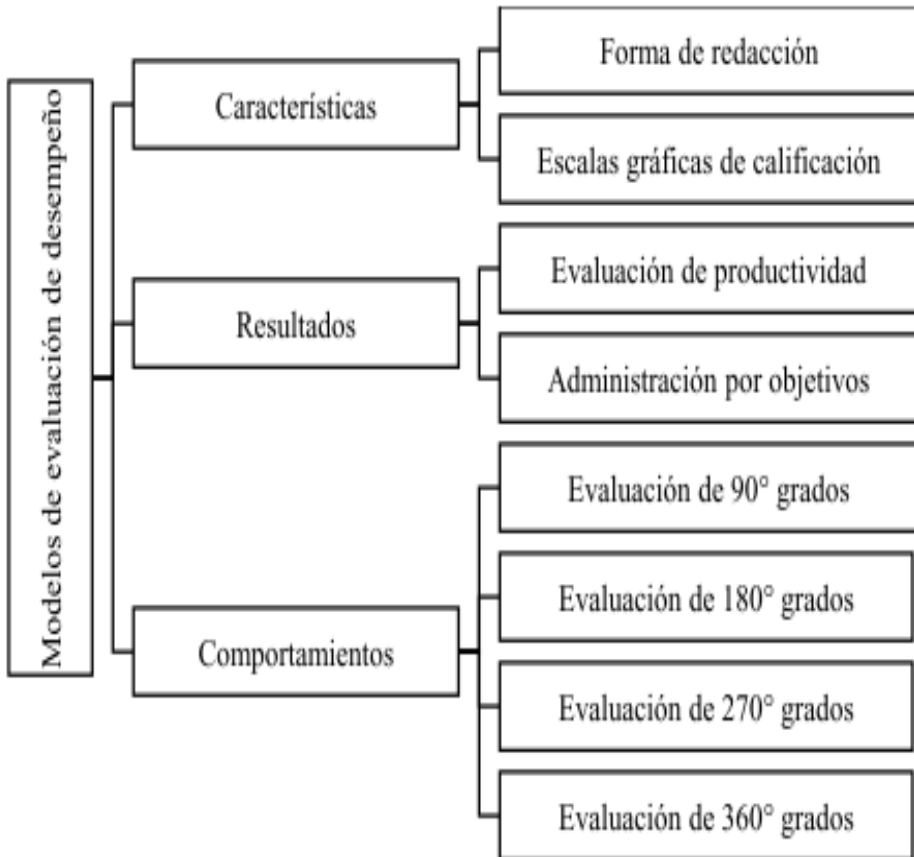 Modelos de evaluación de desempeño
Característícas
Forma de redacción
Escalas gráficas de calificación
Resultados
Evaluación de productividad
Administración por objetivos
Comportamientos
Evaluación de 90° grados
Evaluación de 180° grados
Evaluación de 270° grados
Evaluación de 360° grados